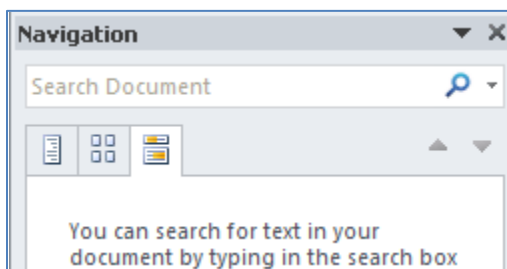 Navigation
Search Document
You can search for text in your
document by typing in the search box